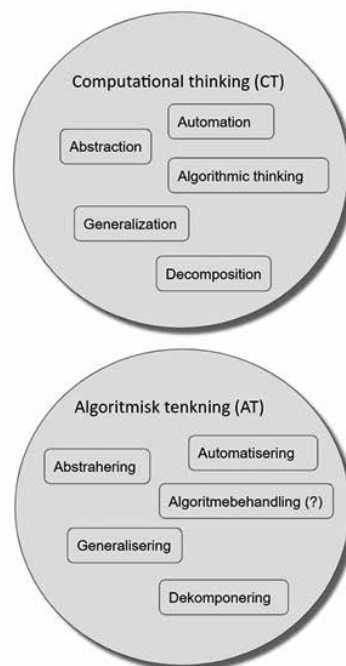 Computational thinking (CT)
Automation
Abstraction
Algorithmic thinking
Generalization
Decomposition
Algoritmisk tenkning (AT)
Automatisering
Abstrahering
Algoritmebehandling (?)
Generalisering
Dekomponering